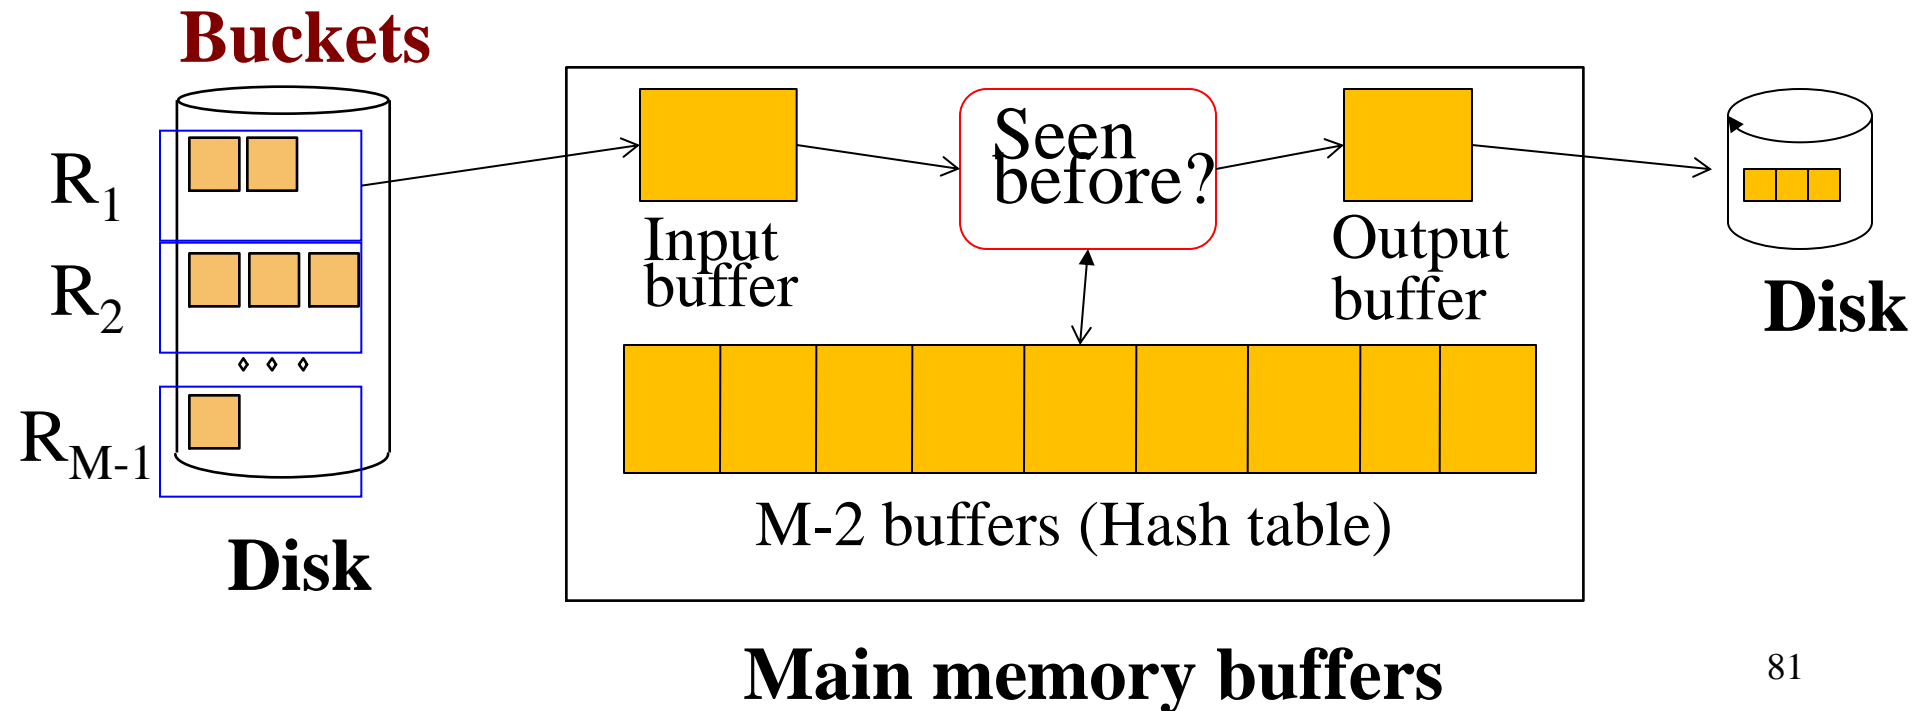 Buckets
R1
R2
RM-1
Disk
Input
buffer
Seen
before?
Output
buffer
M-2 buffers (Hash table)
Main memory buffers
Disk
81